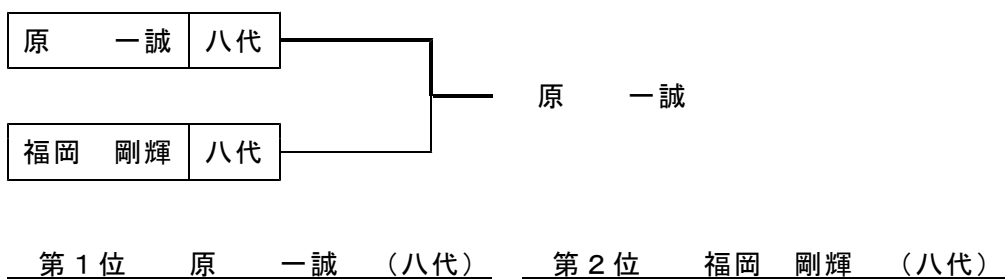 原　　一誠 八代
原　　一誠
福岡　剛輝 八代
第１位　　原　　一誠　（八代）　第２位　　福岡　剛輝　（八代）